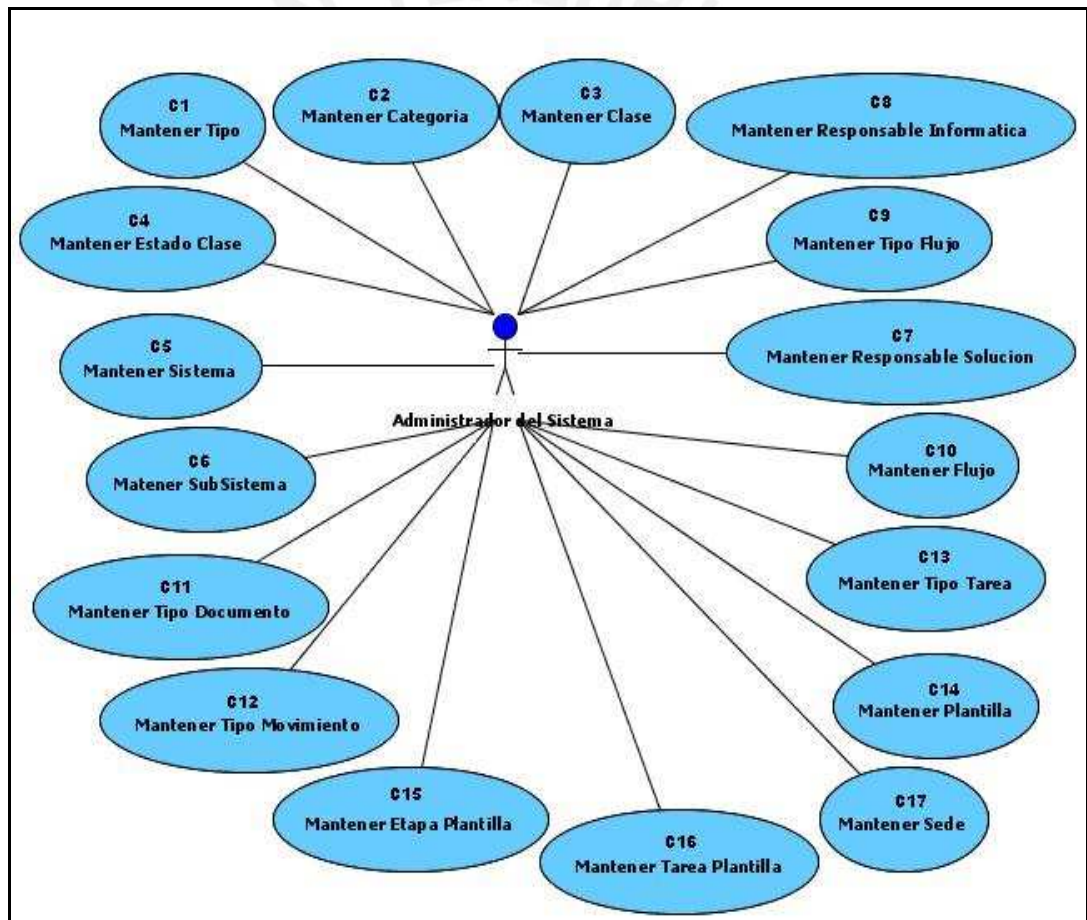 C1
Mantener Tipo
C2
Mantener Categoria
C3
Mantener Clase
C8
Mantener Responsable Informatica
C4
Mantener Estado Clase
C9
Mantener Tipo Flujo
C5
Mantener Sistema
C7
Mantener Responsable Solucion
Administrador del Sistema
C6
Matener SubSistema
C10
Mantener Flujo
C11
Mantener Tipo Documento
C13
Mantener Tipo Tarea
C12
Mantener Tipo Movimiento
C14
Mantener Plantilla
C15
Mantener Etapa Plantilla
C17
Mantener Sede
C16
Mantener Tarea Plantilla